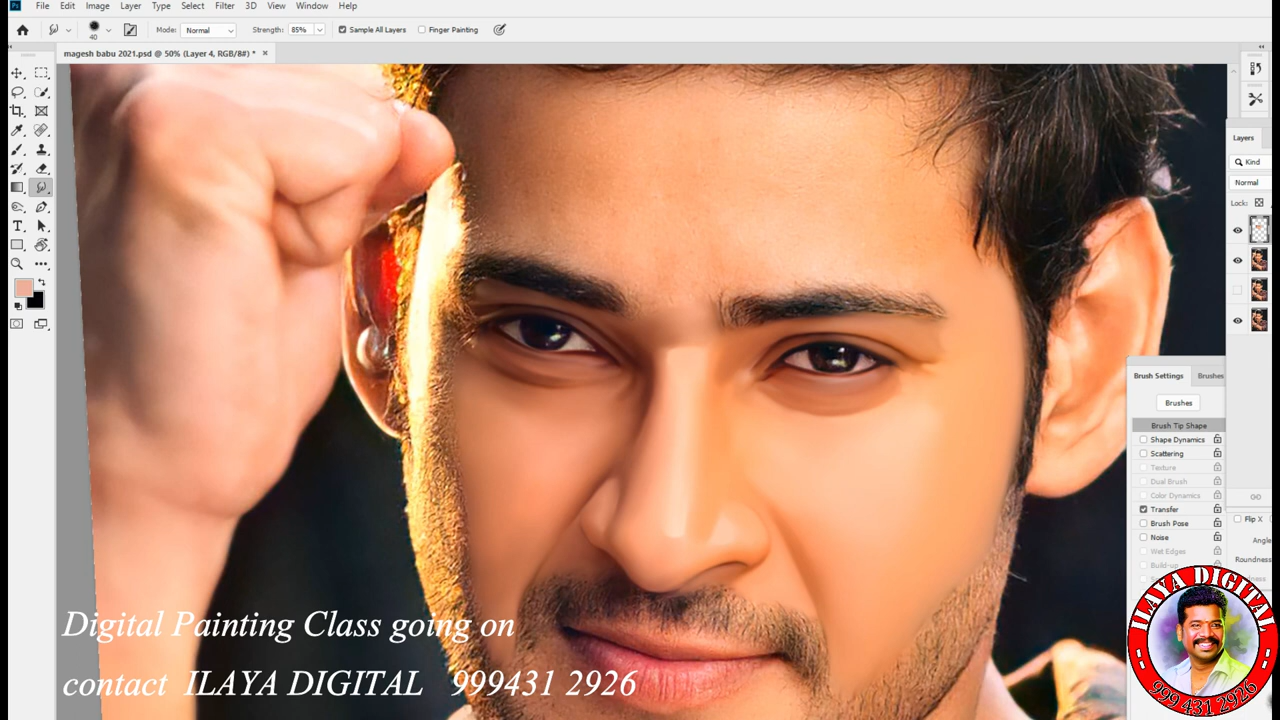 File Edit Image Layer Type Select Filter 3D View Window Help
40 Mode: Normal Strength: 85% Sample All Layers Finger Painting
magesh babu 2021.psd @ 50% (Layer 4, RGB/8#) * ×
Layers
Kind
Normal
Lock:
Brush Settings Brushes
Brushes
Brush Tip Shape
Shape Dynamics
Scattering
Texture
Dual Brush
Color Dynamics
Transfer
Brush Pose
Noise
Wet Edges
Build-up
Flip X
Angle
Roundness
Digital Painting Class going on
contact ILAYA DIGITAL 999431 2926
ILAYA DIGITAL
999 431 2926